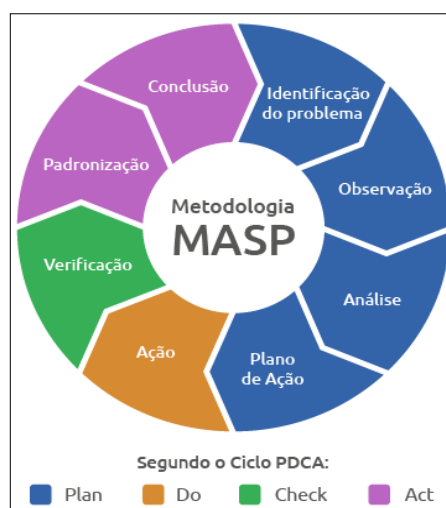 Metodologia
MASP
Identificação
do problema
Observação
Análise
Plano
de Ação
Ação
Verificação
Padronização
Conclusão
Segundo o Ciclo PDCA:
Plan
Do
Check
Act